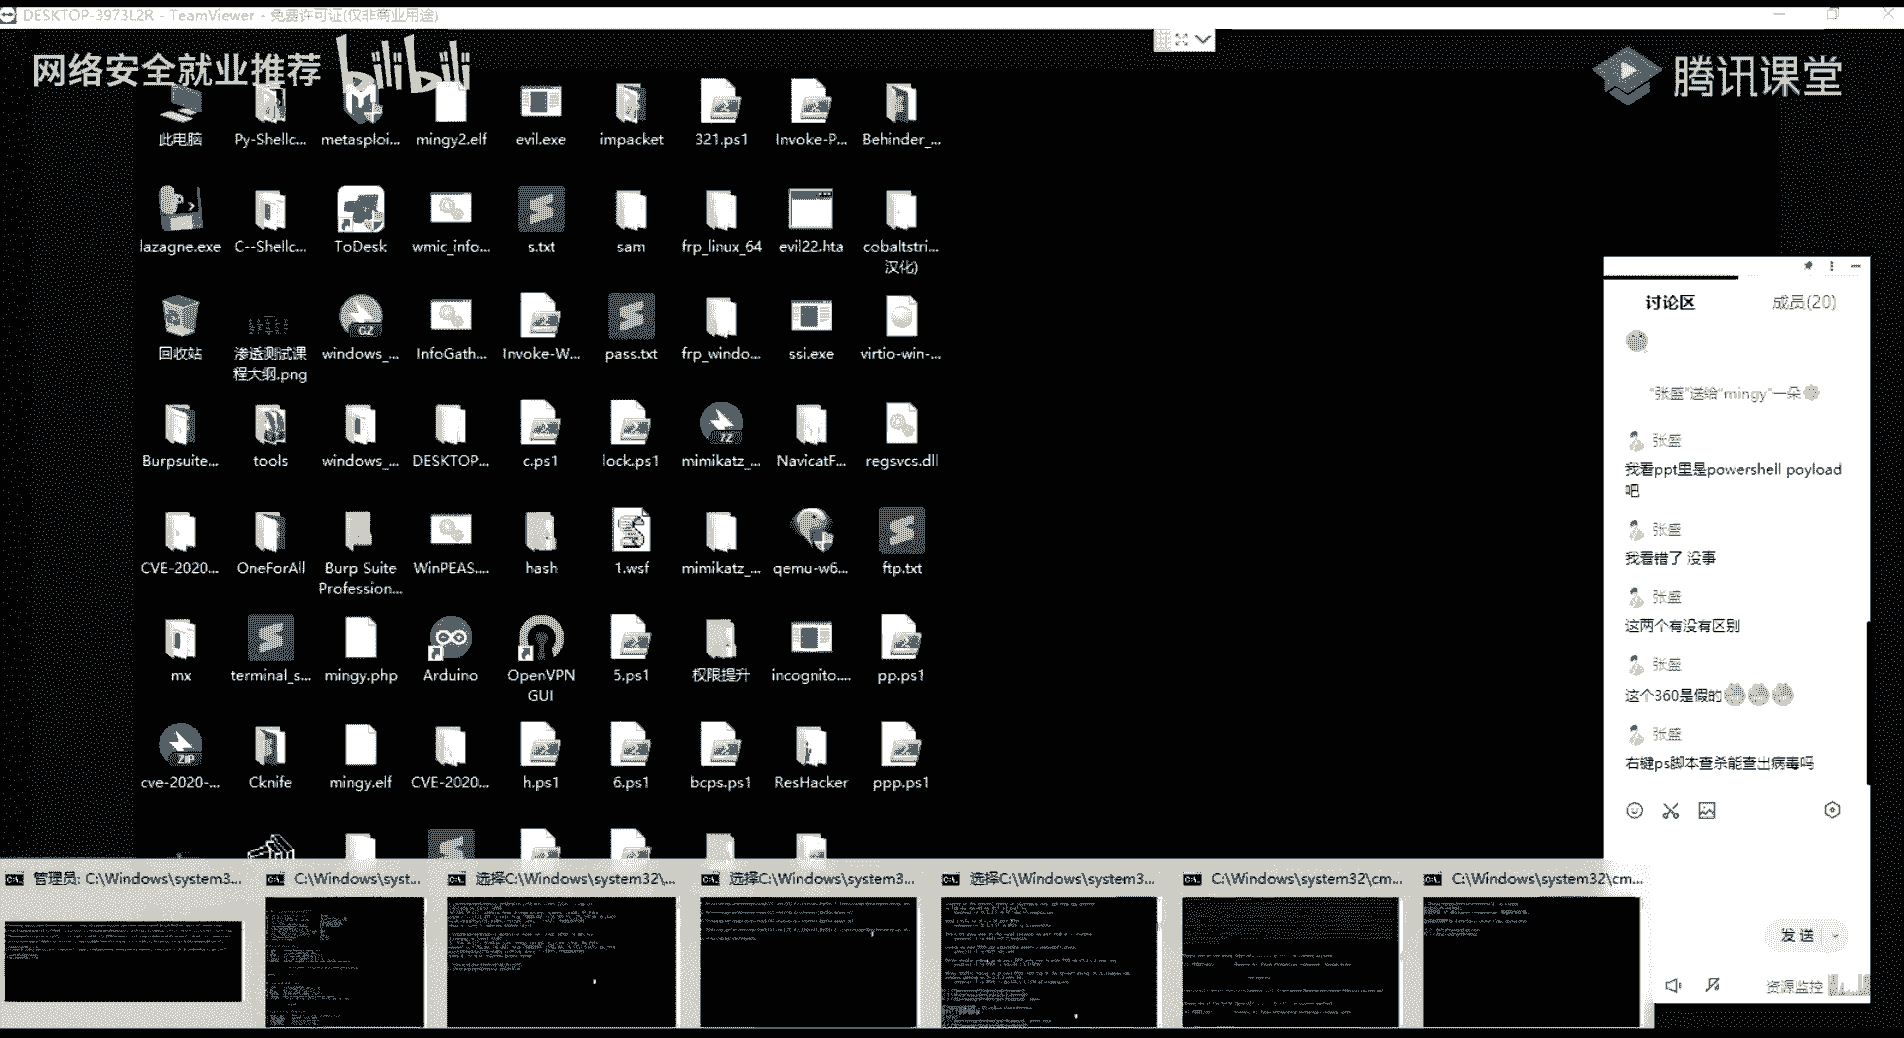 DESKTOP-3973L2R - TeamViewer - 免费许可证(仅非商业用途)
网络安全就业推荐
bilibili
腾讯课堂
此电脑
Py-Shellc...
metasploi...
mingy2.elf
evil.exe
impacket
321.ps1
Invoke-P...
Behinder_...
lazagne.exe
C--Shellc...
ToDesk
wmic_info...
s.txt
sam
frp_linux_64
evil22.hta
cobaltstri...
汉化)
回收站
渗透测试课
程大纲.png
windows_...
InfoGath...
Invoke-W...
pass.txt
frp_windo...
ssi.exe
virtio-win-...
Burpsuite...
tools
windows_...
DESKTOP...
c.ps1
lock.ps1
mimikatz_...
NavicatF...
regsvcs.dll
CVE-2020...
OneForAll
Burp Suite
Profession...
WinPEAS....
hash
1.wsf
mimikatz_...
qemu-w6...
ftp.txt
mx
terminal_s...
mingy.php
Arduino
OpenVPN
GUI
5.ps1
权限提升
incognito....
pp.ps1
cve-2020-...
Cknife
mingy.elf
CVE-2020...
h.ps1
6.ps1
bcps.ps1
ResHacker
ppp.ps1
讨论区
成员(20)
"张盛"送给"mingy"一朵
张盛
我看ppt里是powershell poyload
吧
张盛
我看错了 没事
张盛
这两个有没有区别
张盛
这个360是假的
张盛
右键ps脚本查杀能查出病毒吗
发送
资源监控
管理员: C:\Windows\system3...
C:\Windows\syst...
选择C:\Windows\system32\...
选择C:\Windows\system3...
选择C:\Windows\system3...
C:\Windows\system32\cm...
C:\Windows\system32\cm...